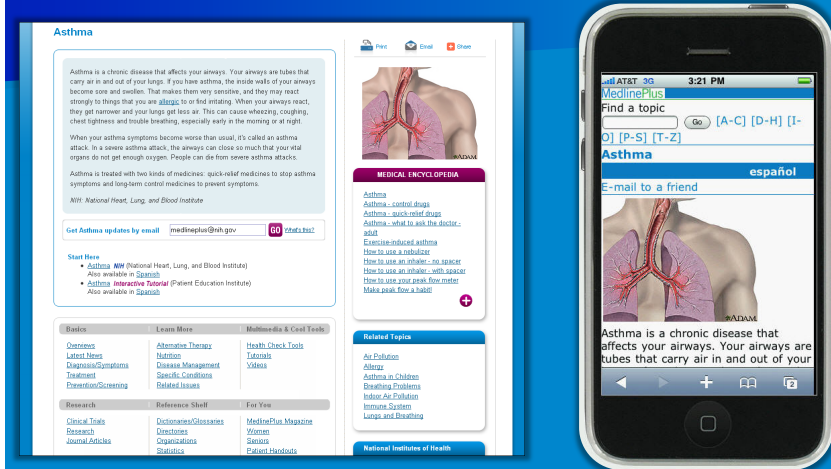 Asthma
Print
Email
Share
Asthma is a chronic disease that affects your airways. Your airways are tubes that
carry air in and out of your lungs. If you have asthma, the inside walls of your airways
become sore and swollen. That makes them very sensitive, and they may react
strongly to things that you are allergic to or find irritating. When your airways react,
they get narrower and your lungs get less air. This can cause wheezing, coughing,
chest tightness and trouble breathing, especially early in the morning or at night.
When your asthma symptoms become worse than usual, it's called an asthma
attack. In a severe asthma attack, the airways can close so much that your vital
organs do not get enough oxygen. People can die from severe asthma attacks.
Asthma is treated with two kinds of medicines: quick-relief medicines to stop asthma
symptoms and long-term control medicines to prevent symptoms.
NIH: National Heart, Lung, and Blood Institute
Get Asthma updates by email
medlineplus@nih.gov
GO
What's this?
Start Here
Asthma NIH (National Heart, Lung, and Blood Institute)
Also available in Spanish
Asthma Interactive Tutorial (Patient Education Institute)
Also available in Spanish
Basics
Overviews
Latest News
Diagnosis/Symptoms
Treatment
Prevention/Screening
Learn More
Alternative Therapy
Nutrition
Disease Management
Specific Conditions
Related Issues
Multimedia & Cool Tools
Health Check Tools
Tutorials
Videos
Research
Clinical Trials
Research
Journal Articles
Reference Shelf
Dictionaries/Glossaries
Directories
Organizations
Statistics
For You
MedlinePlus Magazine
Women
Seniors
Patient Handouts
ADAM.
MEDICAL ENCYCLOPEDIA
Asthma
Asthma - control drugs
Asthma - quick-relief drugs
Asthma - what to ask the doctor -
adult
Exercise-induced asthma
How to use a nebulizer
How to use an inhaler - no spacer
How to use an inhaler - with spacer
How to use your peak flow meter
Make peak flow a habit!
Related Topics
Air Pollution
Allergy
Asthma in Children
Breathing Problems
Indoor Air Pollution
Immune System
Lungs and Breathing
National Institutes of Health
AT&T 3G 3:21 PM
MedlinePlus
Find a topic
Go [A-C] [D-H] [I-
O] [P-S] [T-Z]
Asthma
español
E-mail to a friend
ADAM.
Asthma is a chronic disease that
affects your airways. Your airways are
tubes that carry air in and out of your
2